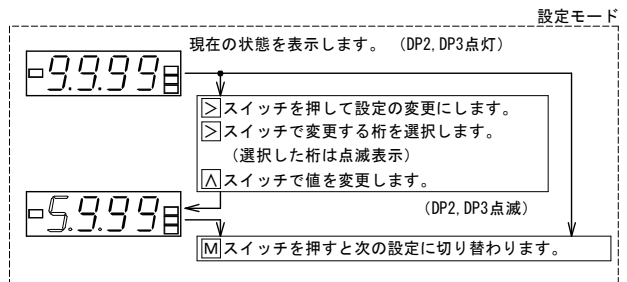 設定モード
現在の状態を表示します。 （DP2, DP3点灯）
-9.9.99
>スイッチを押して設定の変更にします。
>スイッチで変更する桁を選択します。
（選択した桁は点滅表示）
∧スイッチで値を変更します。
-5.9.99
（DP2, DP3点滅）
Mスイッチを押すと次の設定に切り替わります。